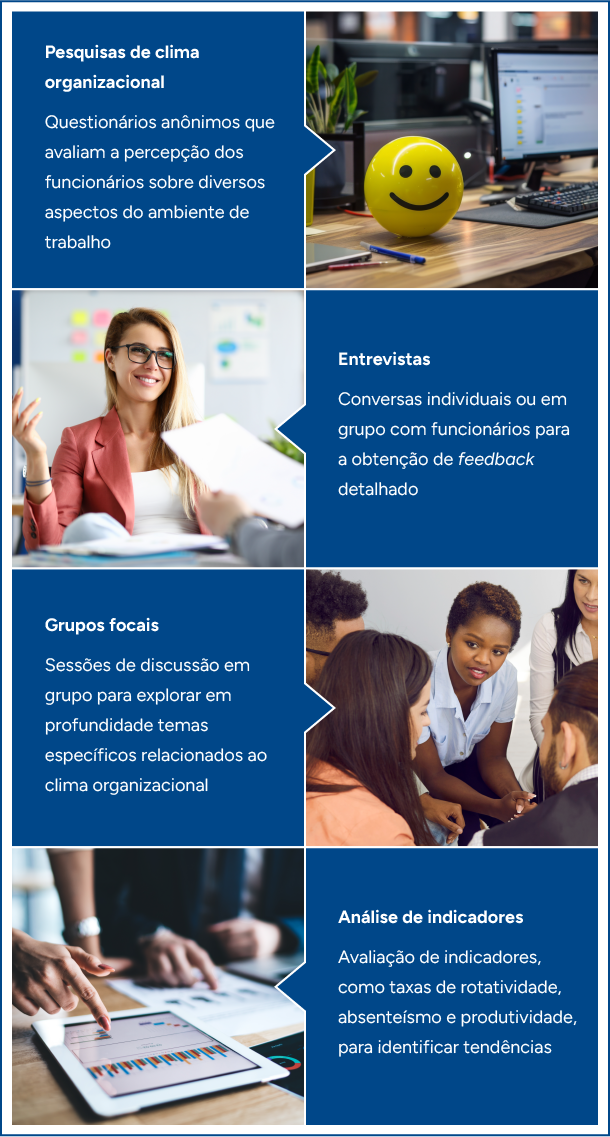 Pesquisas de clima
organizacional
Questionários anônimos que
avaliam a percepção dos
funcionários sobre diversos
aspectos do ambiente de
trabalho
Entrevistas
Conversas individuais ou em
grupo com funcionários para
a obtenção de feedback
detalhado
Grupos focais
Sessões de discussão em
grupo para explorar em
profundidade temas
específicos relacionados ao
clima organizacional
Análise de indicadores
Avaliação de indicadores,
como taxas de rotatividade,
absenteísmo e produtividade,
para identificar tendências